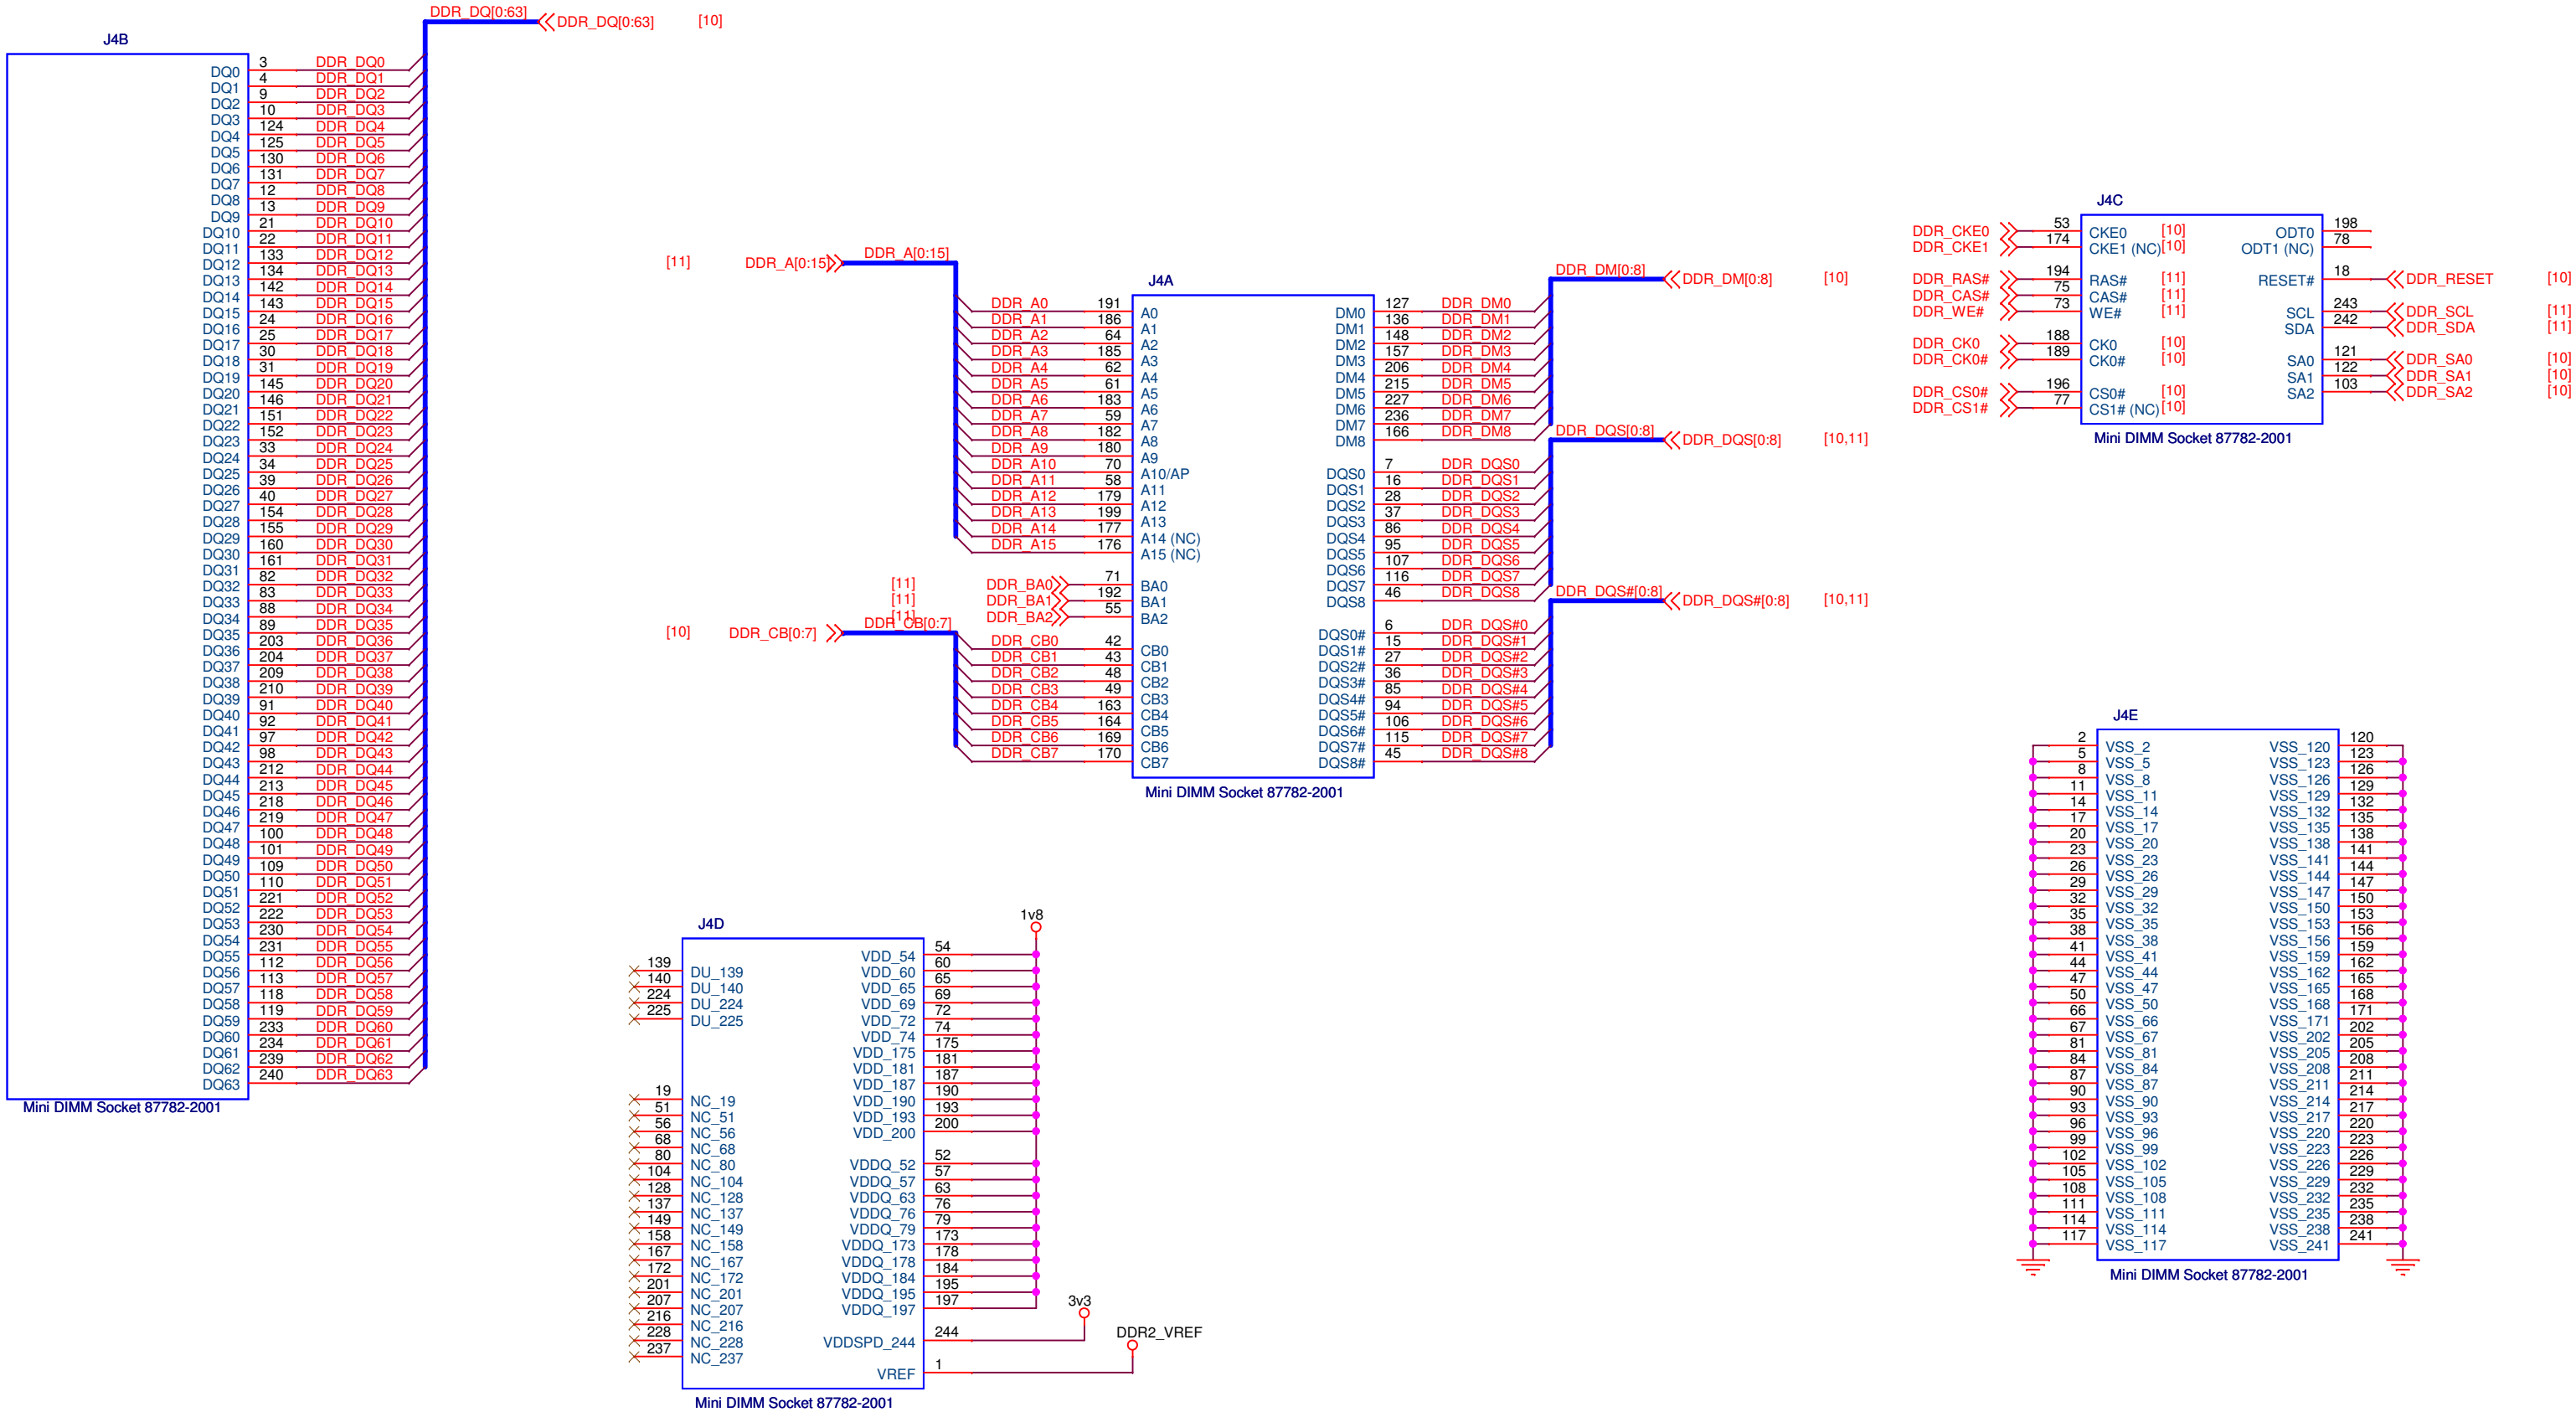 DDR_DQ[0:63] DDR_DQ[0:63] [10]
J4B
DQ0 3 DDR_DQ0
DQ1 4 DDR_DQ1
DQ2 9 DDR_DQ2
DQ3 10 DDR_DQ3
DQ4 124 DDR_DQ4
DQ5 125 DDR_DQ5
DQ6 130 DDR_DQ6
DQ7 131 DDR_DQ7
DQ8 12 DDR_DQ8
DQ9 13 DDR_DQ9
DQ10 21 DDR_DQ10
DQ11 22 DDR_DQ11
DQ12 133 DDR_DQ12
DQ13 134 DDR_DQ13
DQ14 142 DDR_DQ14
DQ15 143 DDR_DQ15
DQ16 24 DDR_DQ16
DQ17 25 DDR_DQ17
DQ18 30 DDR_DQ18
DQ19 31 DDR_DQ19
DQ20 145 DDR_DQ20
DQ21 146 DDR_DQ21
DQ22 151 DDR_DQ22
DQ23 152 DDR_DQ23
DQ24 33 DDR_DQ24
DQ25 34 DDR_DQ25
DQ26 39 DDR_DQ26
DQ27 40 DDR_DQ27
DQ28 154 DDR_DQ28
DQ29 155 DDR_DQ29
DQ30 160 DDR_DQ30
DQ31 161 DDR_DQ31
DQ32 82 DDR_DQ32
DQ33 83 DDR_DQ33
DQ34 88 DDR_DQ34
DQ35 89 DDR_DQ35
DQ36 203 DDR_DQ36
DQ37 204 DDR_DQ37
DQ38 209 DDR_DQ38
DQ39 210 DDR_DQ39
DQ40 91 DDR_DQ40
DQ41 92 DDR_DQ41
DQ42 97 DDR_DQ42
DQ43 98 DDR_DQ43
DQ44 212 DDR_DQ44
DQ45 213 DDR_DQ45
DQ46 218 DDR_DQ46
DQ47 219 DDR_DQ47
DQ48 100 DDR_DQ48
DQ49 101 DDR_DQ49
DQ50 109 DDR_DQ50
DQ51 110 DDR_DQ51
DQ52 221 DDR_DQ52
DQ53 222 DDR_DQ53
DQ54 230 DDR_DQ54
DQ55 231 DDR_DQ55
DQ56 112 DDR_DQ56
DQ57 113 DDR_DQ57
DQ58 118 DDR_DQ58
DQ59 119 DDR_DQ59
DQ60 233 DDR_DQ60
DQ61 234 DDR_DQ61
DQ62 239 DDR_DQ62
DQ63 240 DDR_DQ63
Mini DIMM Socket 87782-2001
[11] DDR_A[0:15] DDR_A[0:15]
J4A
DDR_A0 191 A0
DDR_A1 186 A1
DDR_A2 64 A2
DDR_A3 185 A3
DDR_A4 62 A4
DDR_A5 61 A5
DDR_A6 183 A6
DDR_A7 59 A7
DDR_A8 182 A8
DDR_A9 180 A9
DDR_A10 70 A10/AP
DDR_A11 58 A11
DDR_A12 179 A12
DDR_A13 199 A13
DDR_A14 177 A14 (NC)
DDR_A15 176 A15 (NC)
[11] DDR_BA0 71 BA0
[11] DDR_BA1 192 BA1
[11] DDR_BA2 55 BA2
[10] DDR_CB[0:7] DDR_CB[0:7]
DDR_CB0 42 CB0
DDR_CB1 43 CB1
DDR_CB2 48 CB2
DDR_CB3 49 CB3
DDR_CB4 163 CB4
DDR_CB5 164 CB5
DDR_CB6 169 CB6
DDR_CB7 170 CB7
DDR_DM[0:8] DDR_DM[0:8] [10]
DM0 127 DDR_DM0
DM1 136 DDR_DM1
DM2 148 DDR_DM2
DM3 157 DDR_DM3
DM4 206 DDR_DM4
DM5 215 DDR_DM5
DM6 227 DDR_DM6
DM7 236 DDR_DM7
DM8 166 DDR_DM8
DDR_DQS[0:8] DDR_DQS[0:8] [10,11]
DQS0 7 DDR_DQS0
DQS1 16 DDR_DQS1
DQS2 28 DDR_DQS2
DQS3 37 DDR_DQS3
DQS4 86 DDR_DQS4
DQS5 95 DDR_DQS5
DQS6 107 DDR_DQS6
DQS7 116 DDR_DQS7
DQS8 46 DDR_DQS8
DDR_DQS#[0:8] DDR_DQS#[0:8] [10,11]
DQS0# 6 DDR_DQS#0
DQS1# 15 DDR_DQS#1
DQS2# 27 DDR_DQS#2
DQS3# 36 DDR_DQS#3
DQS4# 85 DDR_DQS#4
DQS5# 94 DDR_DQS#5
DQS6# 106 DDR_DQS#6
DQS7# 115 DDR_DQS#7
DQS8# 45 DDR_DQS#8
Mini DIMM Socket 87782-2001
J4C
DDR_CKE0 53 CKE0 [10]
DDR_CKE1 174 CKE1 (NC) [10]
DDR_RAS# 194 RAS# [11]
DDR_CAS# 75 CAS# [11]
DDR_WE# 73 WE# [11]
DDR_CK0 188 CK0 [10]
DDR_CK0# 189 CK0# [10]
DDR_CS0# 196 CS0# [10]
DDR_CS1# 77 CS1# (NC) [10]
ODT0 198
ODT1 (NC) 78
RESET# 18 DDR_RESET [10]
SCL 243 DDR_SCL [11]
SDA 242 DDR_SDA [11]
SA0 121 DDR_SA0 [10]
SA1 122 DDR_SA1 [10]
SA2 103 DDR_SA2 [10]
Mini DIMM Socket 87782-2001
J4D
139 DU_139
140 DU_140
224 DU_224
225 DU_225
19 NC_19
51 NC_51
56 NC_56
68 NC_68
80 NC_80
104 NC_104
128 NC_128
137 NC_137
149 NC_149
158 NC_158
167 NC_167
172 NC_172
201 NC_201
207 NC_207
216 NC_216
228 NC_228
237 NC_237
1v8
VDD_54 54
VDD_60 60
VDD_65 65
VDD_69 69
VDD_72 72
VDD_74 74
VDD_175 175
VDD_181 181
VDD_187 187
VDD_190 190
VDD_193 193
VDD_200 200
VDDQ_52 52
VDDQ_57 57
VDDQ_63 63
VDDQ_76 76
VDDQ_79 79
VDDQ_173 173
VDDQ_178 178
VDDQ_184 184
VDDQ_195 195
VDDQ_197 197
3v3
VDDSPD_244 244
DDR2_VREF
VREF 1
Mini DIMM Socket 87782-2001
J4E
2 VSS_2 VSS_120 120
5 VSS_5 VSS_123 123
8 VSS_8 VSS_126 126
11 VSS_11 VSS_129 129
14 VSS_14 VSS_132 132
17 VSS_17 VSS_135 135
20 VSS_20 VSS_138 138
23 VSS_23 VSS_141 141
26 VSS_26 VSS_144 144
29 VSS_29 VSS_147 147
32 VSS_32 VSS_150 150
35 VSS_35 VSS_153 153
38 VSS_38 VSS_156 156
41 VSS_41 VSS_159 159
44 VSS_44 VSS_162 162
47 VSS_47 VSS_165 165
50 VSS_50 VSS_168 168
66 VSS_66 VSS_171 171
67 VSS_67 VSS_202 202
81 VSS_81 VSS_205 205
84 VSS_84 VSS_208 208
87 VSS_87 VSS_211 211
90 VSS_90 VSS_214 214
93 VSS_93 VSS_217 217
96 VSS_96 VSS_220 220
99 VSS_99 VSS_223 223
102 VSS_102 VSS_226 226
105 VSS_105 VSS_229 229
108 VSS_108 VSS_232 232
111 VSS_111 VSS_235 235
114 VSS_114 VSS_238 238
117 VSS_117 VSS_241 241
Mini DIMM Socket 87782-2001